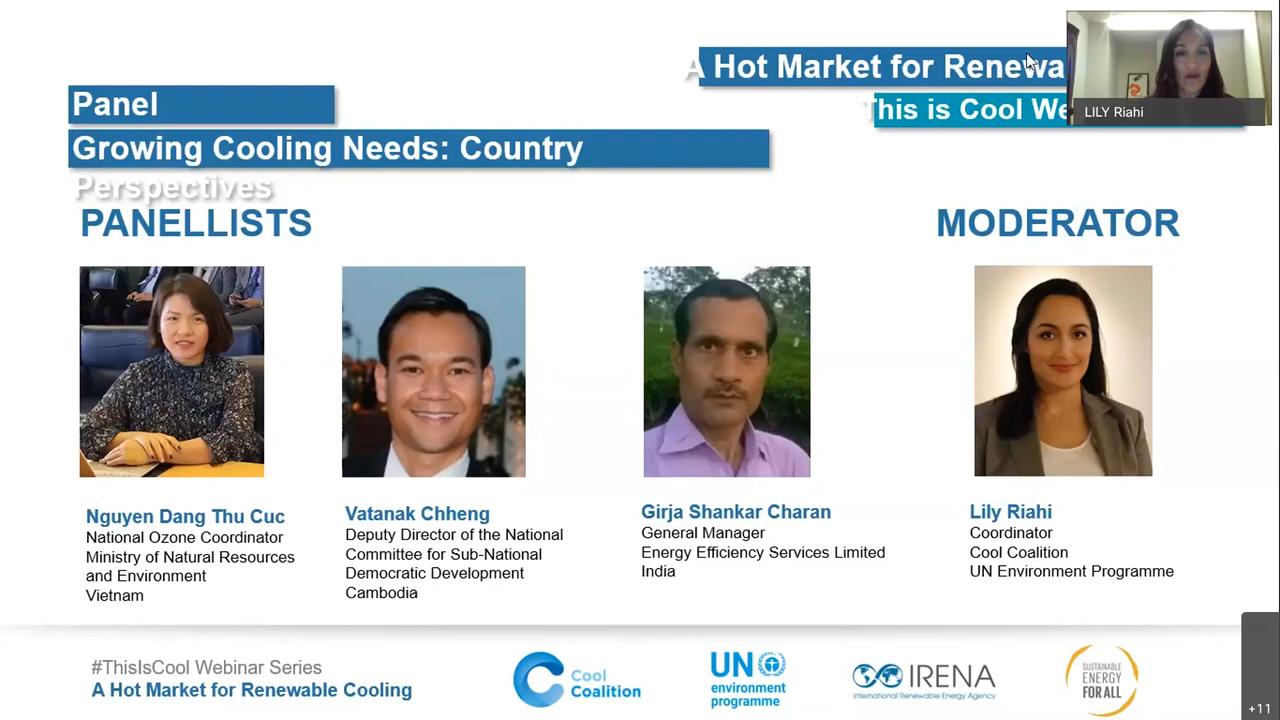 A Hot Market for Renewa
This is Cool We
LILY Riahi
Panel
Growing Cooling Needs: Country
Perspectives
PANELLISTS
MODERATOR
Nguyen Dang Thu Cuc
National Ozone Coordinator
Ministry of Natural Resources
and Environment
Vietnam
Vatanak Chheng
Deputy Director of the National
Committee for Sub-National
Democratic Development
Cambodia
Girja Shankar Charan
General Manager
Energy Efficiency Services Limited
India
Lily Riahi
Coordinator
Cool Coalition
UN Environment Programme
#ThisIsCool Webinar Series
A Hot Market for Renewable Cooling
Cool
Coalition
UN
environment
programme
IRENA
International Renewable Energy Agency
SUSTAINABLE
ENERGY
FOR ALL
+11